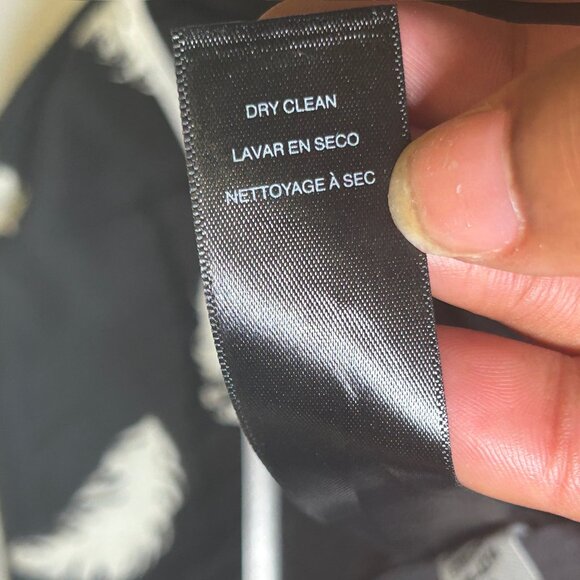 DRY CLEAN
LAVAR EN SECO
NETTOYAGE À SEC